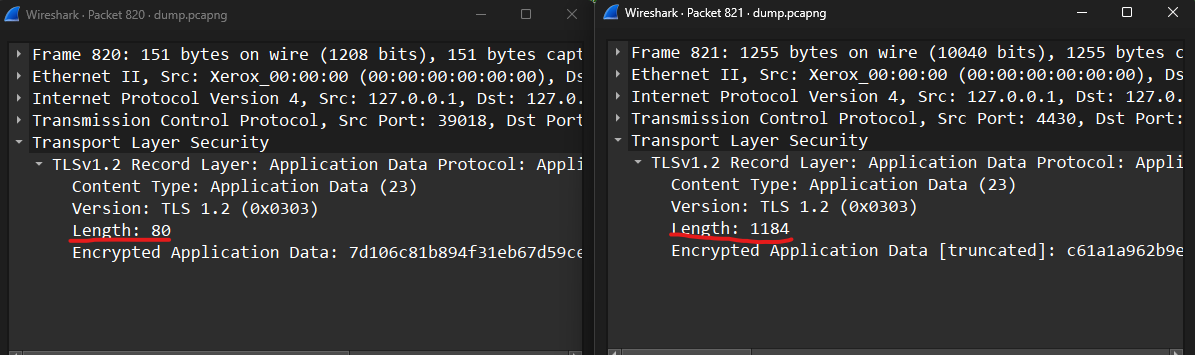 Wireshark · Packet 820 · dump.pcapng
Frame 820: 151 bytes on wire (1208 bits), 151 bytes capt
Ethernet II, Src: Xerox_00:00:00 (00:00:00:00:00:00), Ds
Internet Protocol Version 4, Src: 127.0.0.1, Dst: 127.0.
Transmission Control Protocol, Src Port: 39018, Dst Port
Transport Layer Security
TLSv1.2 Record Layer: Application Data Protocol: Appli
Content Type: Application Data (23)
Version: TLS 1.2 (0x0303)
Length: 80
Encrypted Application Data: 7d106c81b894f31eb67d59ce
Wireshark · Packet 821 · dump.pcapng
Frame 821: 1255 bytes on wire (10040 bits), 1255 bytes c
Ethernet II, Src: Xerox_00:00:00 (00:00:00:00:00:00), Ds
Internet Protocol Version 4, Src: 127.0.0.1, Dst: 127.0.
Transmission Control Protocol, Src Port: 4430, Dst Port:
Transport Layer Security
TLSv1.2 Record Layer: Application Data Protocol: Appli
Content Type: Application Data (23)
Version: TLS 1.2 (0x0303)
Length: 1184
Encrypted Application Data [truncated]: c61a1a962b9e